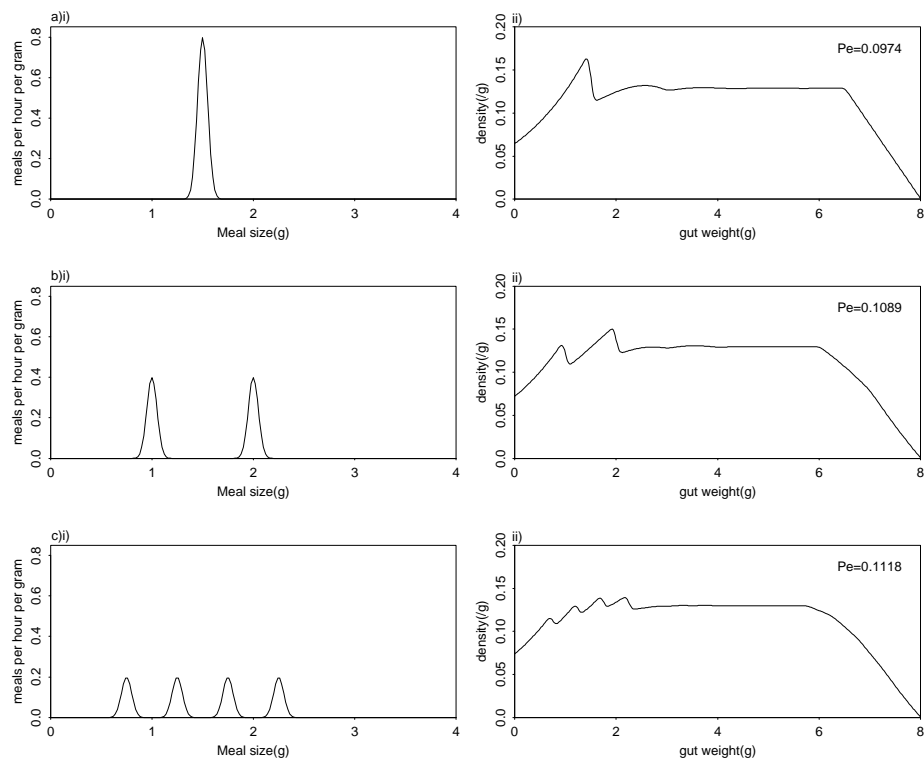 a)i)
meals per hour per gram
0.0 0.2 0.4 0.6 0.8
0 1 2 3 4
Meal size(g)
ii)
Pe=0.0974
density(/g)
0.0 0.05 0.10 0.15 0.20
0 2 4 6 8
gut weight(g)
b)i)
meals per hour per gram
0.0 0.2 0.4 0.6 0.8
0 1 2 3 4
Meal size(g)
ii)
Pe=0.1089
density(/g)
0.0 0.05 0.10 0.15 0.20
0 2 4 6 8
gut weight(g)
c)i)
meals per hour per gram
0.0 0.2 0.4 0.6 0.8
0 1 2 3 4
Meal size(g)
ii)
Pe=0.1118
density(/g)
0.0 0.05 0.10 0.15 0.20
0 2 4 6 8
gut weight(g)